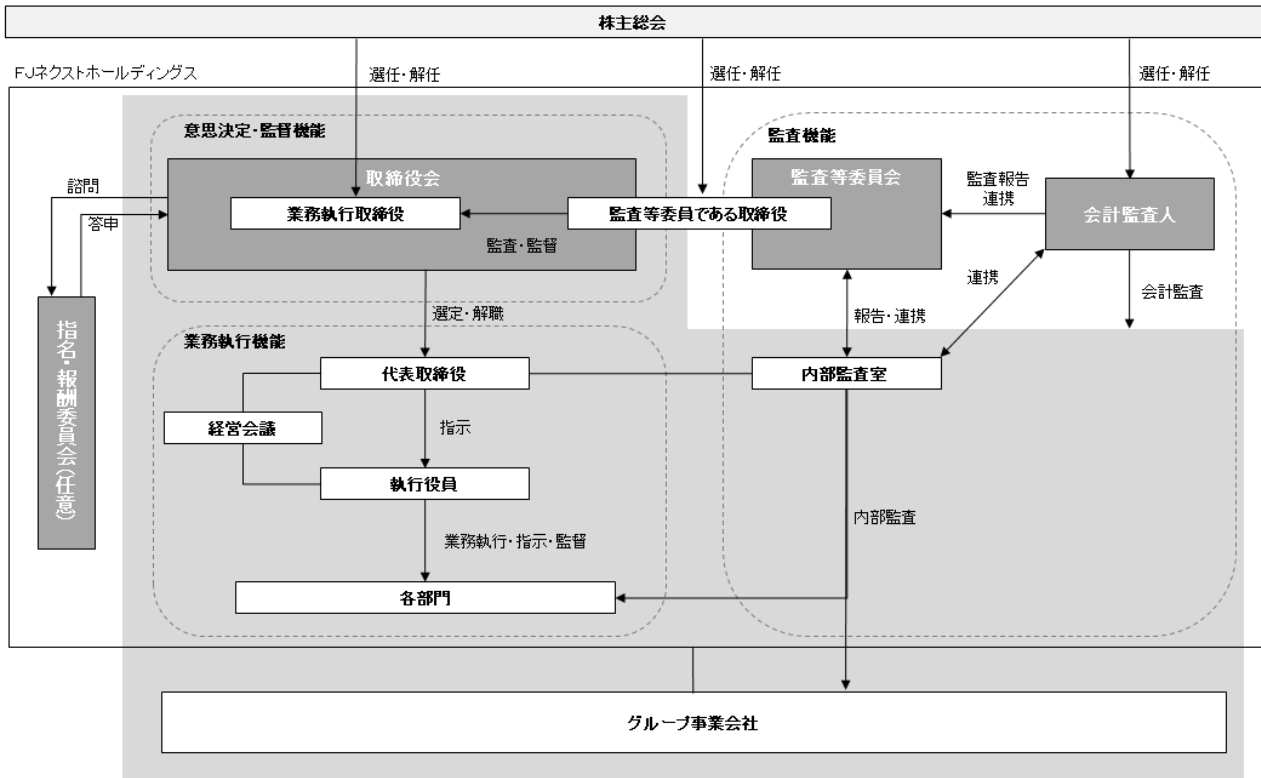 株主総会
FJネクストホールディングス
選任・解任
選任・解任
選任・解任
意思決定・監督機能
監査機能
取締役会
監査等委員会
監査報告
連携
会計監査人
諮問
答申
業務執行取締役
監査等委員である取締役
監査・監督
連携
会計監査
選定・解職
報告・連携
指名・報酬委員会(任意)
業務執行機能
代表取締役
内部監査室
経営会議
指示
執行役員
内部監査
業務執行・指示・監督
各部門
グループ事業会社